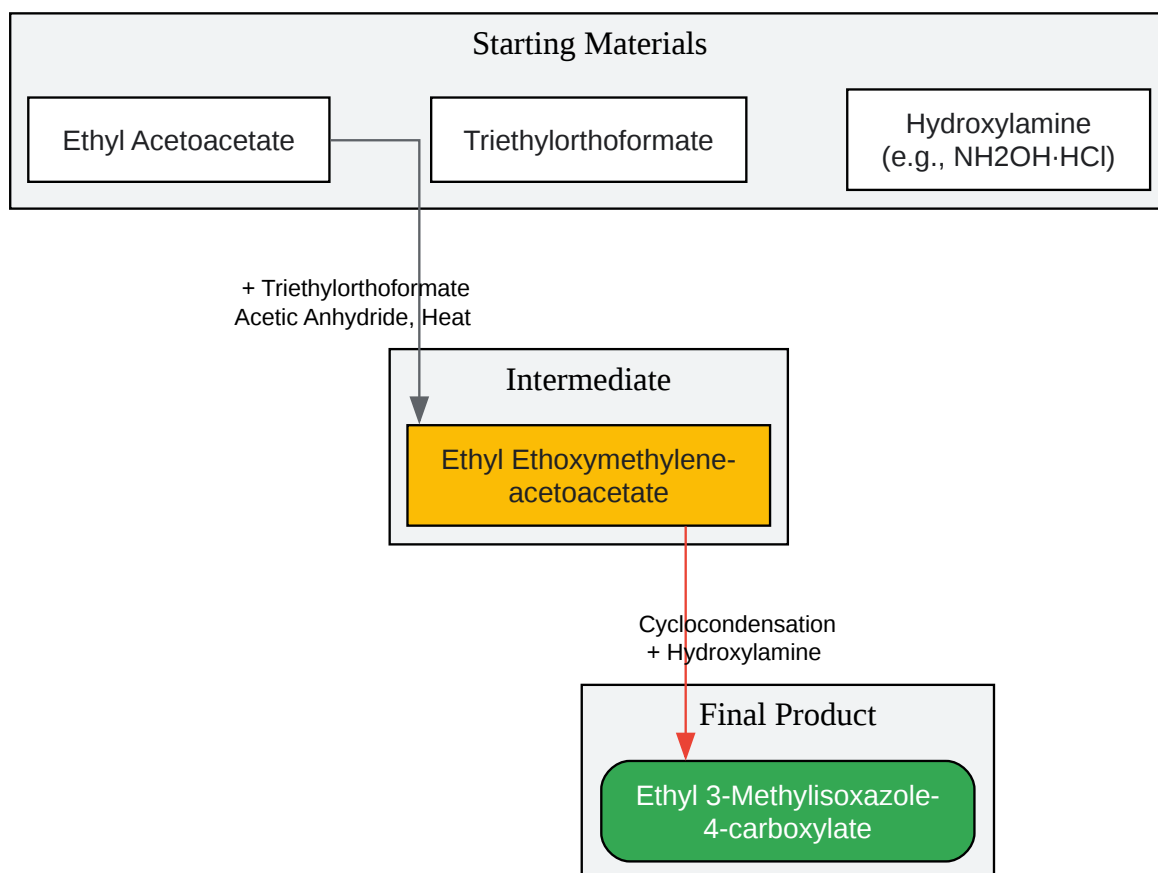 Starting Materials
Ethyl Acetoacetate
Triethylorthoformate
Hydroxylamine
(e.g., NH2OH·HCl)
+ Triethylorthoformate
Acetic Anhydride, Heat
Intermediate
Ethyl Ethoxymethylene-
acetoacetate
Cyclocondensation
+ Hydroxylamine
Final Product
Ethyl 3-Methylisoxazole-
4-carboxylate